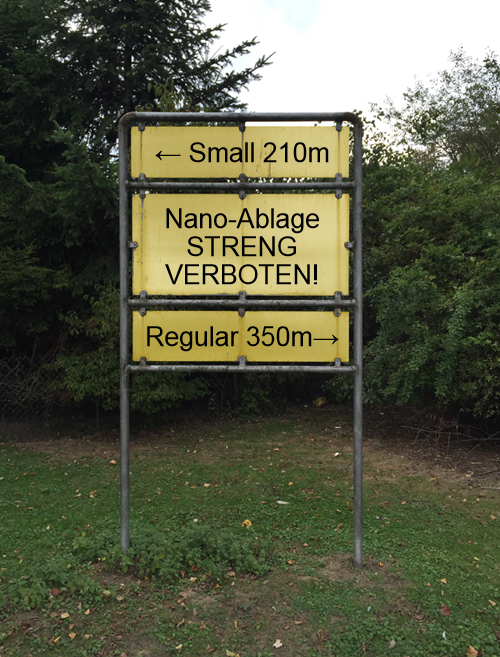 ← Small 210m
Nano-Ablage
STRENG
VERBOTEN!
Regular 350m→